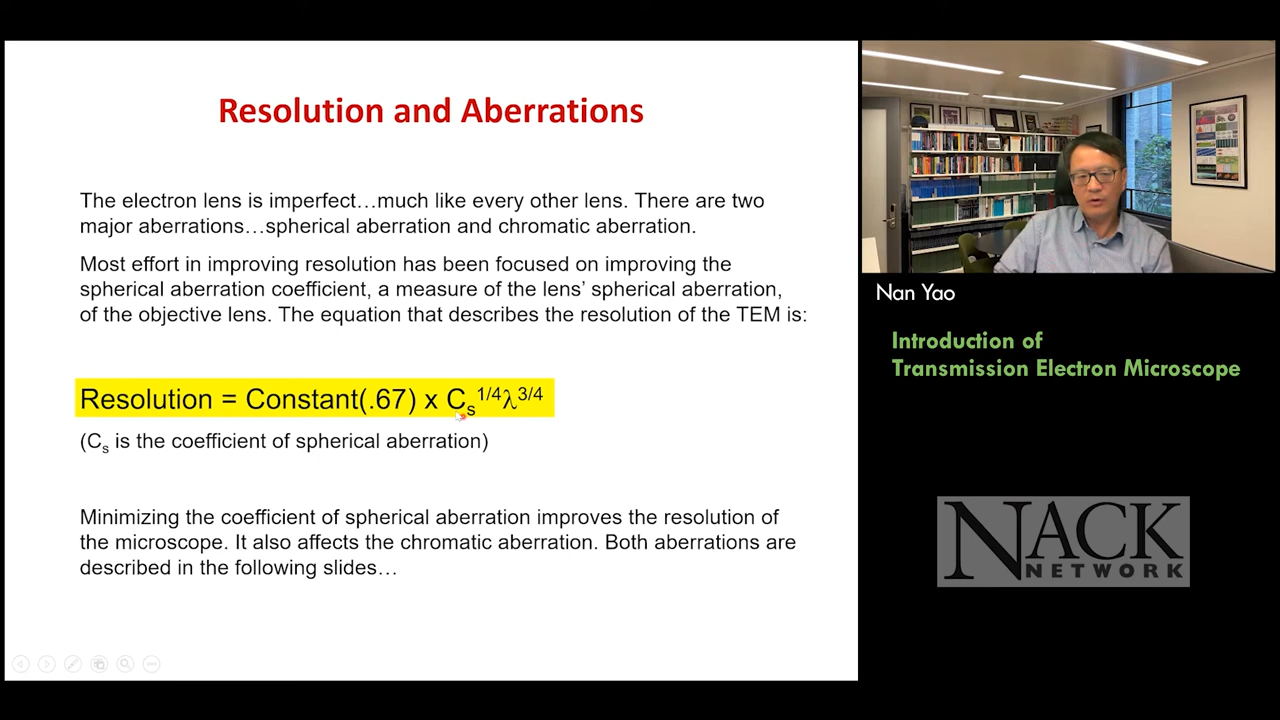 Resolution and Aberrations
The electron lens is imperfect…much like every other lens. There are two
major aberrations…spherical aberration and chromatic aberration.
Most effort in improving resolution has been focused on improving the
spherical aberration coefficient, a measure of the lens’ spherical aberration,
of the objective lens. The equation that describes the resolution of the TEM is:
Resolution = Constant(.67) x Cₛ¹ᐟ⁴λ³ᐟ⁴
(Cₛ is the coefficient of spherical aberration)
Minimizing the coefficient of spherical aberration improves the resolution of
the microscope. It also affects the chromatic aberration. Both aberrations are
described in the following slides…
Nan Yao
Introduction of
Transmission Electron Microscope
NACK
NETWORK